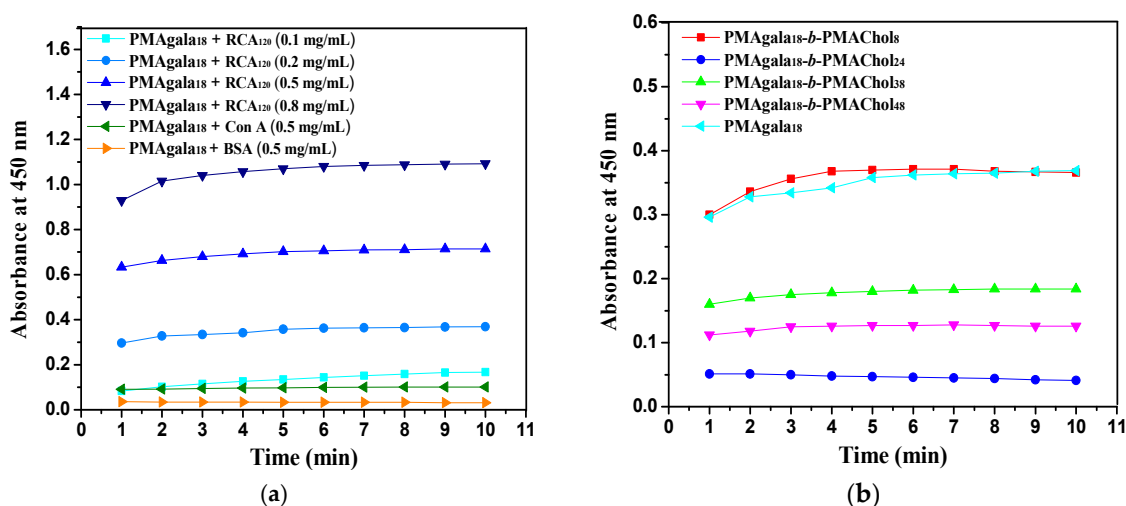 PMAgala18 + RCA120 (0.1 mg/mL)
PMAgala18 + RCA120 (0.2 mg/mL)
PMAgala18 + RCA120 (0.5 mg/mL)
PMAgala18 + RCA120 (0.8 mg/mL)
PMAgala18 + Con A (0.5 mg/mL)
PMAgala18 + BSA (0.5 mg/mL)
Absorbance at 450 nm
1.6
1.4
1.2
1.0
0.8
0.6
0.4
0.2
0.0
0 1 2 3 4 5 6 7 8 9 10 11
Time (min)
(a)
PMAgala18-b-PMAChol8
PMAgala18-b-PMAChol24
PMAgala18-b-PMAChol38
PMAgala18-b-PMAChol48
PMAgala18
Absorbance at 450 nm
0.6
0.5
0.4
0.3
0.2
0.1
0.0
0 1 2 3 4 5 6 7 8 9 10 11
Time (min)
(b)